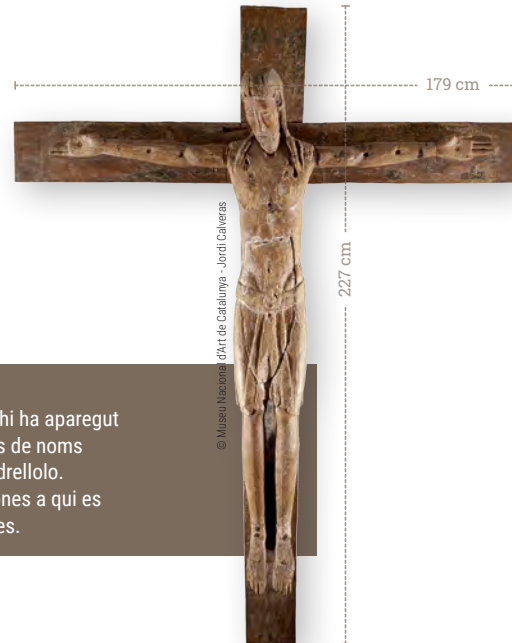 179 cm
227 cm
© Museu Nacional d'Art de Catalunya - Jordi Calveras
hi ha aparegut
s de noms
drellolo.
ones a qui es
es.